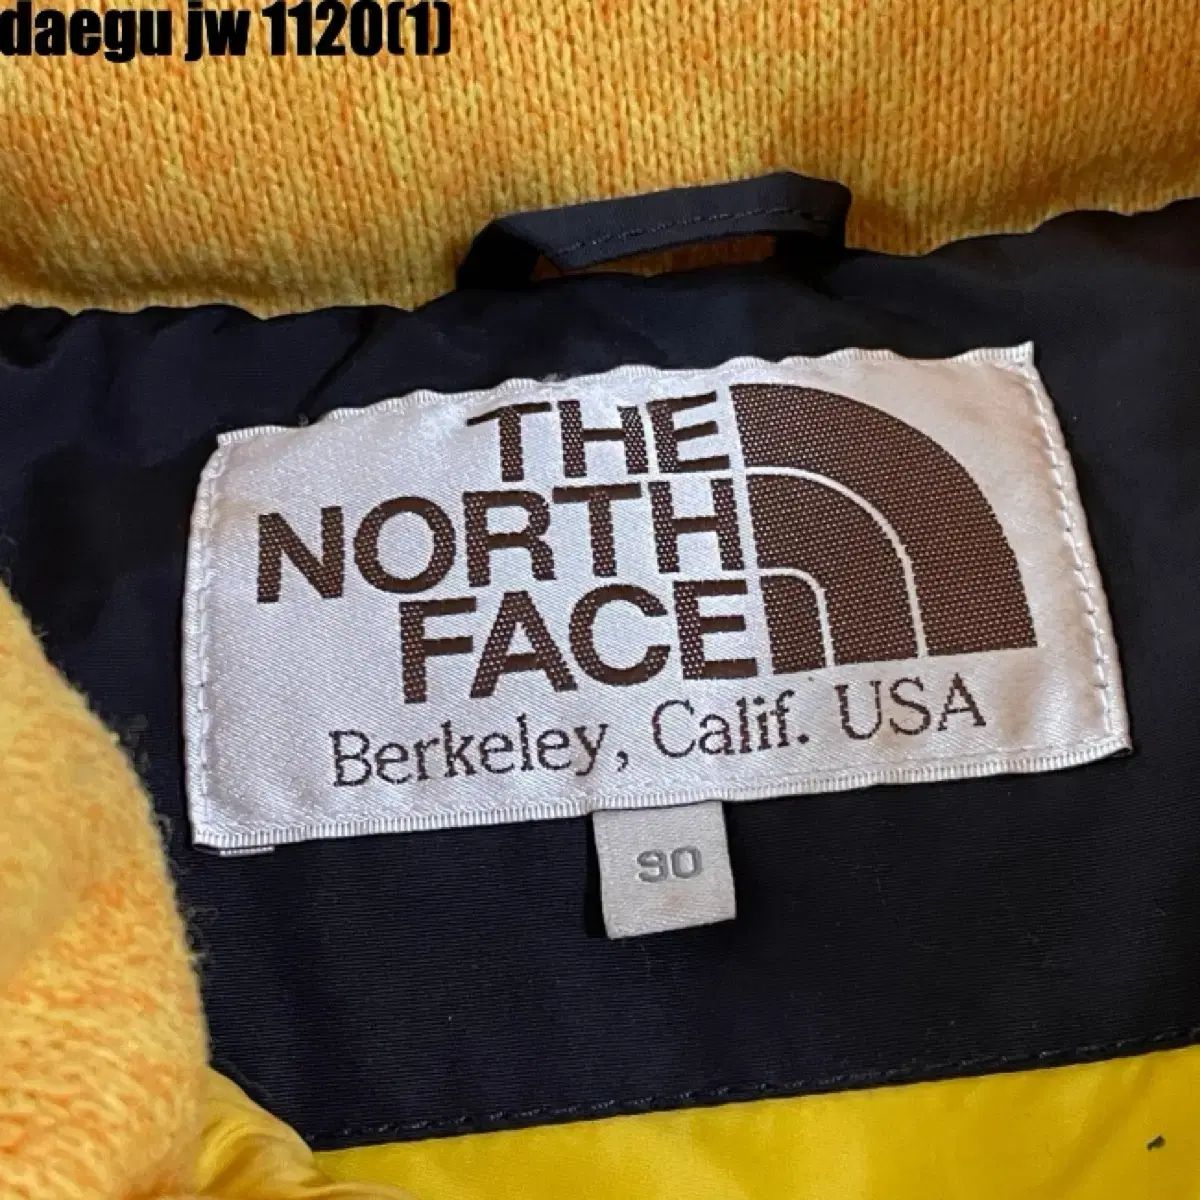 daegu jw 1120(1)
THE
NORTH
FACE
Berkeley, Calif. USA
90